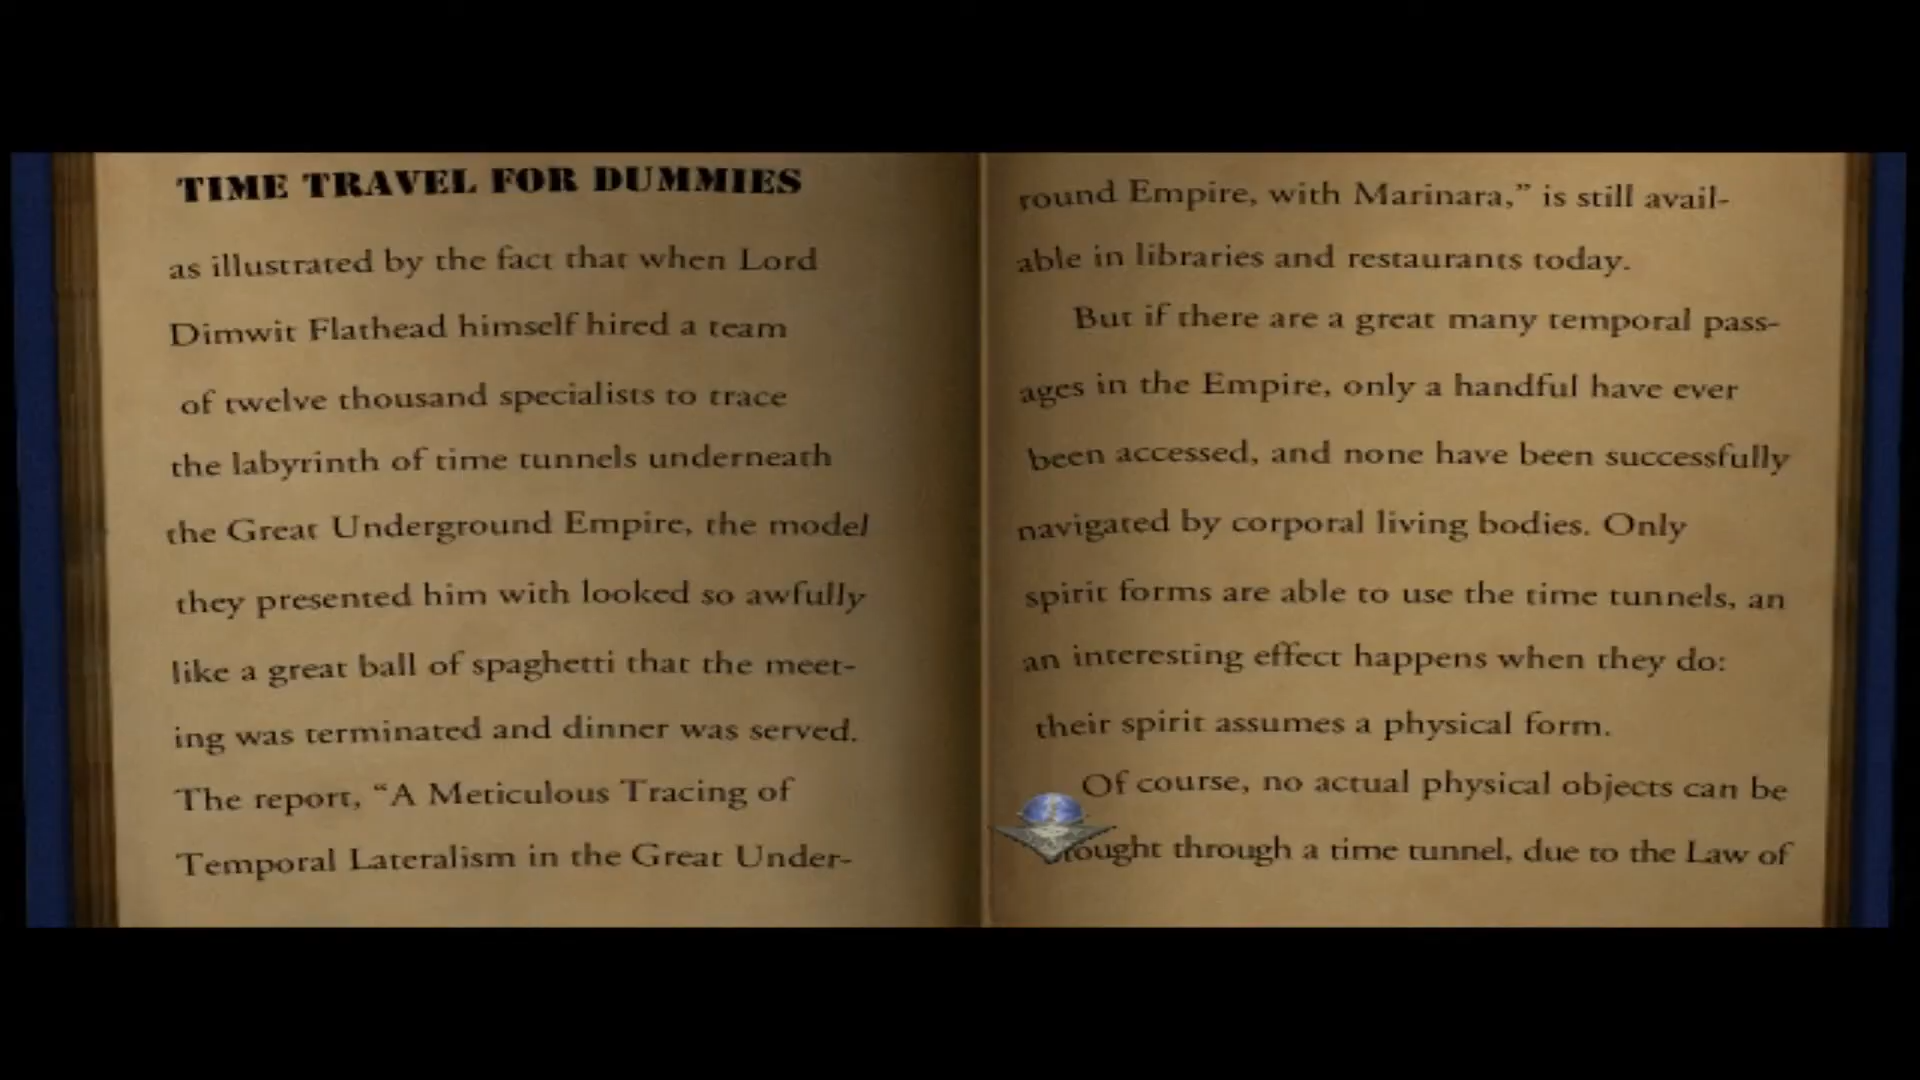 TIME TRAVEL FOR DUMMIES
as illustrated by the fact that when Lord
Dimwit Flathead himself hired a team
of twelve thousand specialists to trace
the labyrinth of time tunnels underneath
the Great Underground Empire, the model
they presented him with looked so awfully
like a great ball of spaghetti that the meet-
ing was terminated and dinner was served.
The report, “A Meticulous Tracing of
Temporal Lateralism in the Great Under-
round Empire, with Marinara,” is still avail-
able in libraries and restaurants today.
But if there are a great many temporal pass-
ages in the Empire, only a handful have ever
been accessed, and none have been successfully
navigated by corporal living bodies. Only
spirit forms are able to use the time tunnels, an
an interesting effect happens when they do:
their spirit assumes a physical form.
Of course, no actual physical objects can be
rought through a time tunnel, due to the Law of